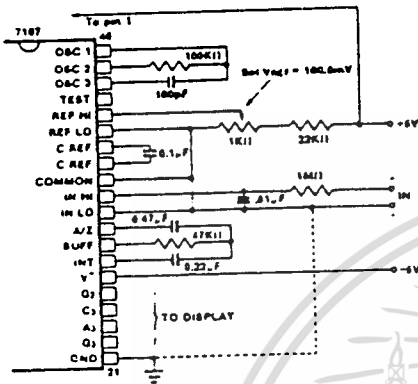 To pin 1
7107
40
OSC 1
OSC 2
100KΩ
OSC 3
100pF
TEST
Set VREF = 100.0mV
REF HI
REF LO
+5V
1KΩ
22KΩ
C REF
0.1µF
C REF
COMMON
IN HI
1MΩ
.01µF
IN
IN LO
0.47µF
A/Z
BUFF
47KΩ
INT
0.22µF
V-
-5V
G2
C3
A3
G3
TO DISPLAY
GND
21